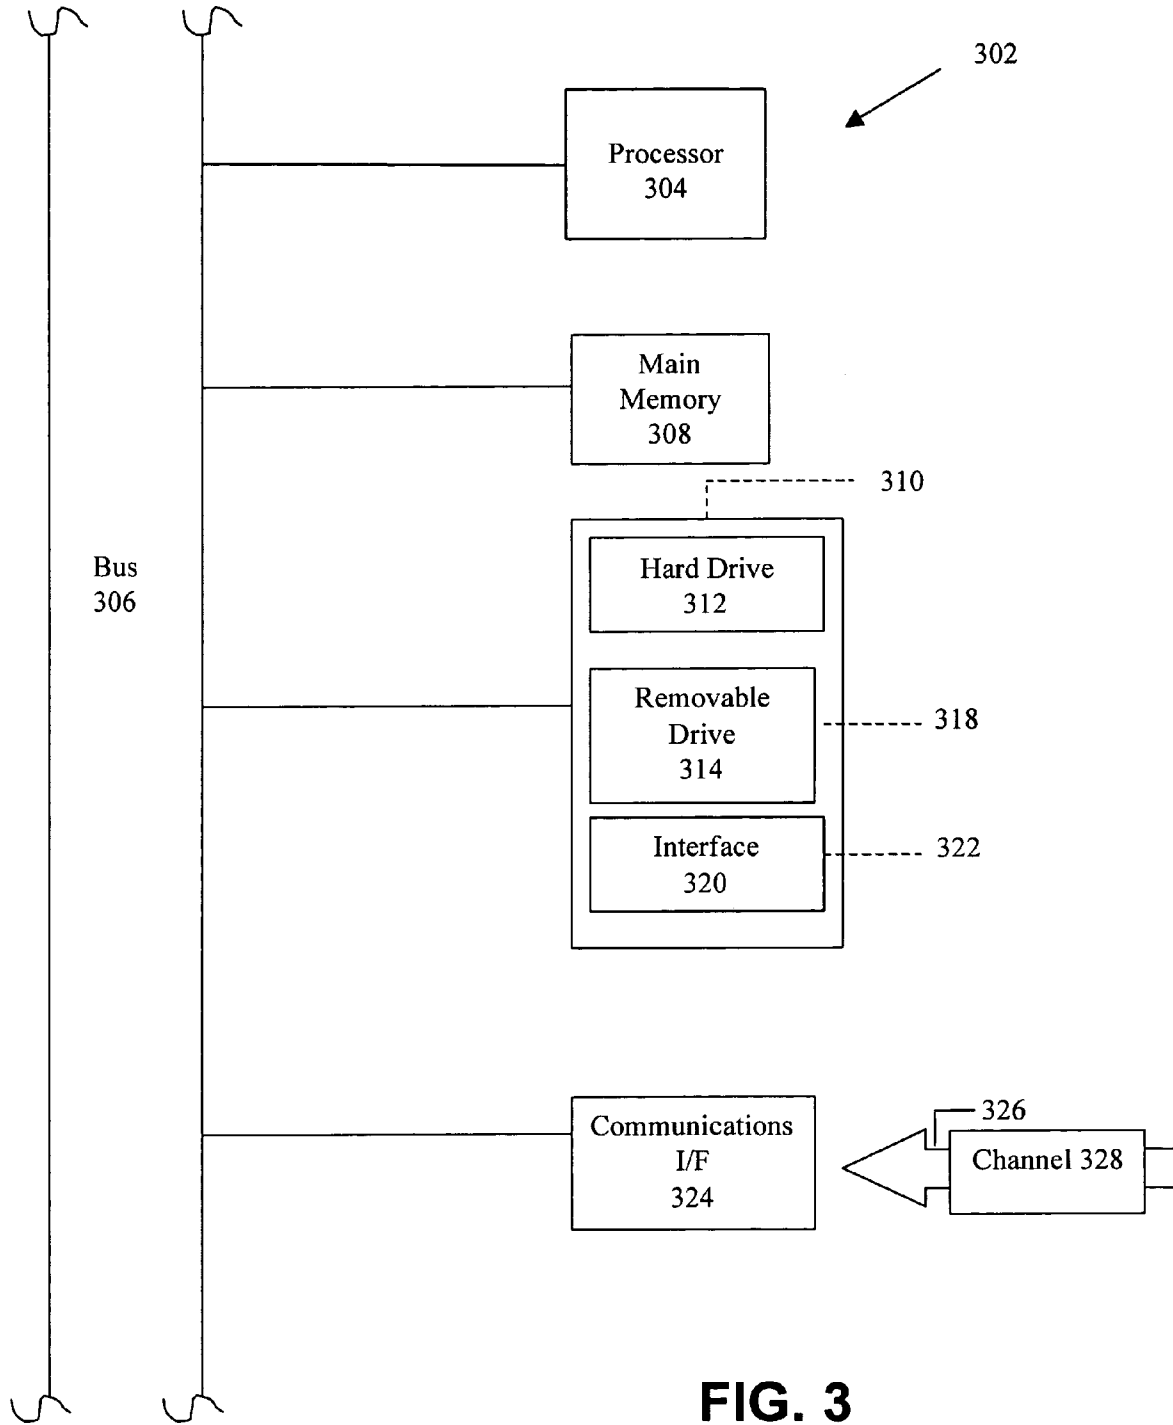 302
Processor
304
Main
Memory
308
310
Bus
306
Hard Drive
312
Removable
Drive
314
318
Interface
320
322
Communications
I/F
324
326
Channel 328
FIG. 3